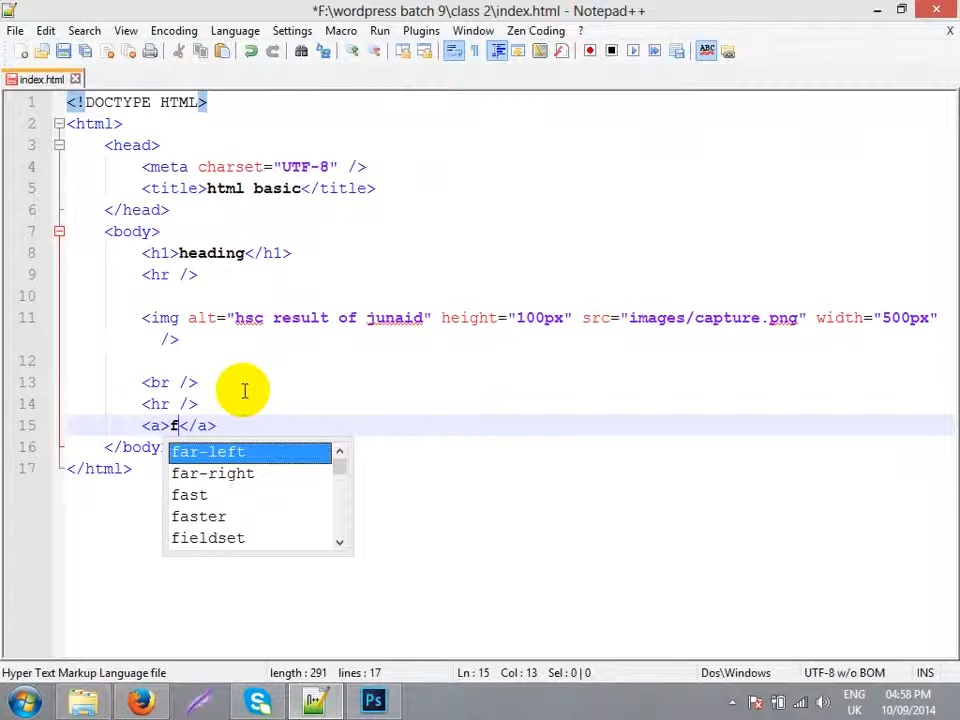 *F:\wordpress batch 9\class 2\index.html - Notepad++
File Edit Search View Encoding Language Settings Macro Run Plugins Window Zen Coding ? X
ABC
index.html
1 <!DOCTYPE HTML>
2 <html>
3 <head>
4 <meta charset="UTF-8" />
5 <title>html basic</title>
6 </head>
7 <body>
8 <h1>heading</h1>
9 <hr />
10
11 <img alt="hsc result of junaid" height="100px" src="images/capture.png" width="500px"
/>
12
13 <br />
14 <hr />
15 <a>f</a>
16 </body
17 </html>
far-left
far-right
fast
faster
fieldset
Hyper Text Markup Language file length : 291 lines : 17 Ln : 15 Col : 13 Sel : 0 | 0 Dos\Windows UTF-8 w/o BOM INS
Ps
ENG
UK
04:58 PM
10/09/2014